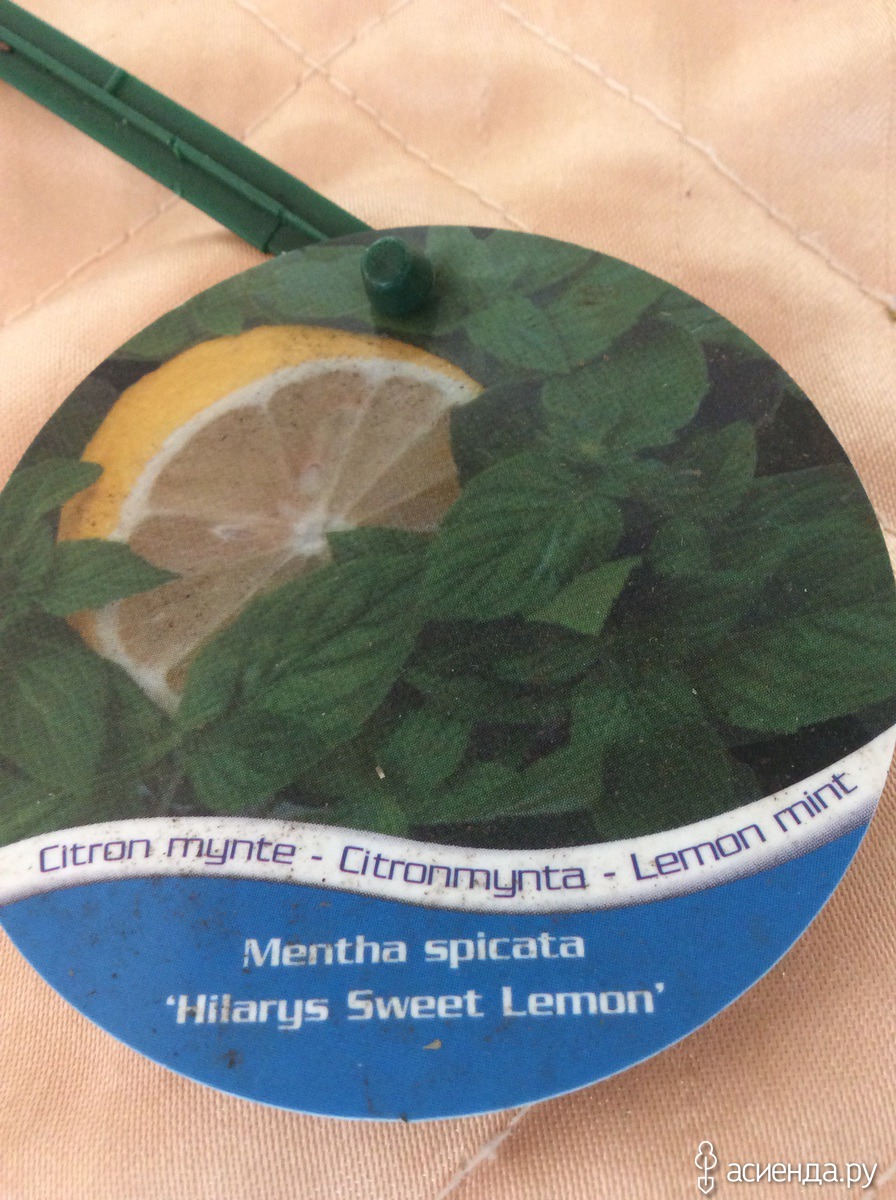 Citron mynte - Citronmynta - Lemon mint
Mentha spicata
‘Hilarys Sweet Lemon’
асиенда.ру